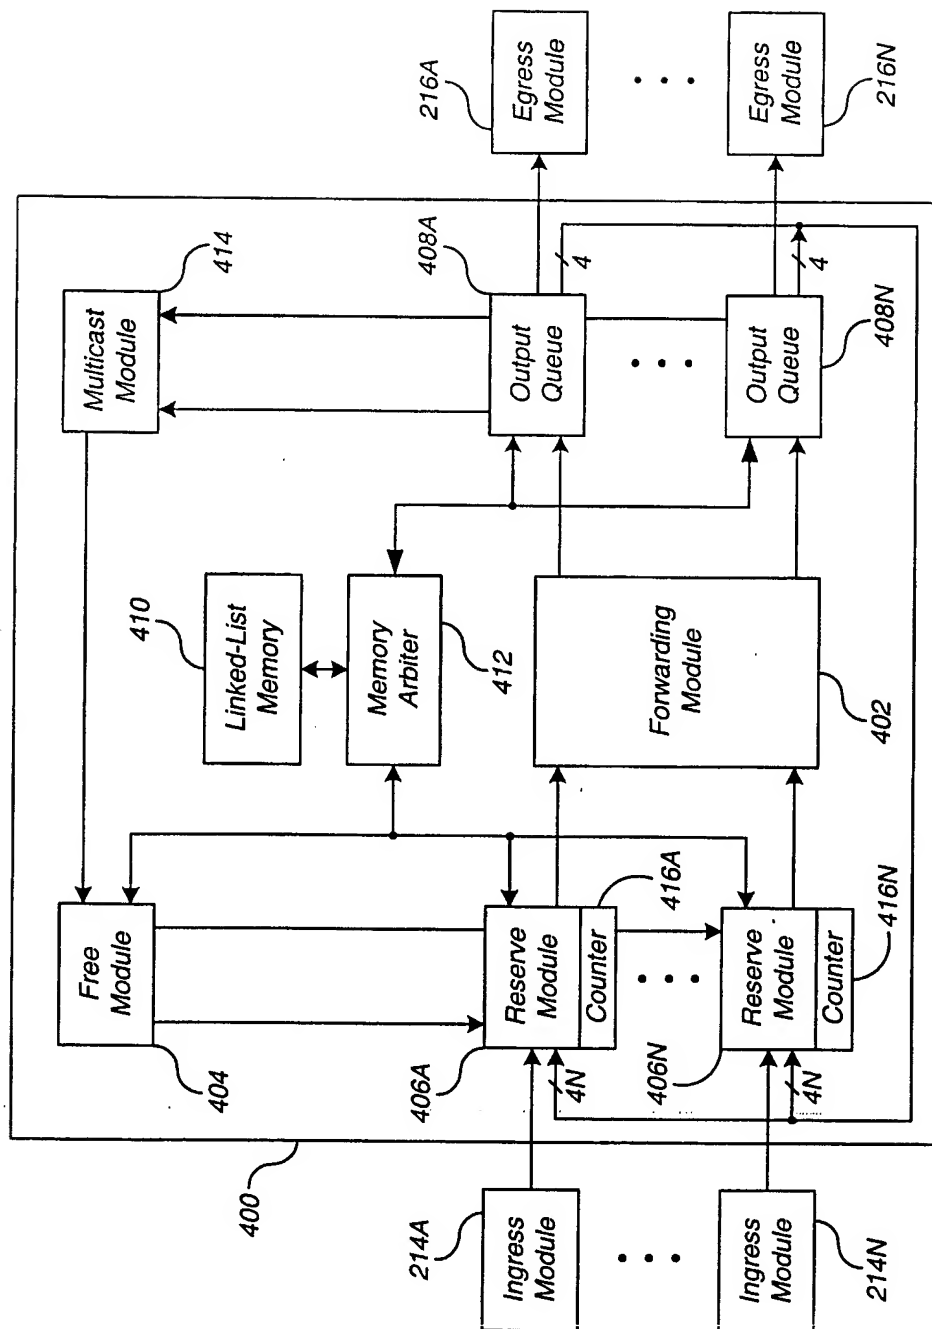 400
404
Free
Module
Multicast
Module
414
410
Linked-List
Memory
Memory
Arbiter
412
408A
216A
214A
Ingress
Module
406A
Reserve
Module
Counter
416A
4N
Output
Queue
4
Egress
Module
Forwarding
Module
402
214N
Ingress
Module
406N
Reserve
Module
Counter
416N
4N
Output
Queue
408N
4
Egress
Module
216N